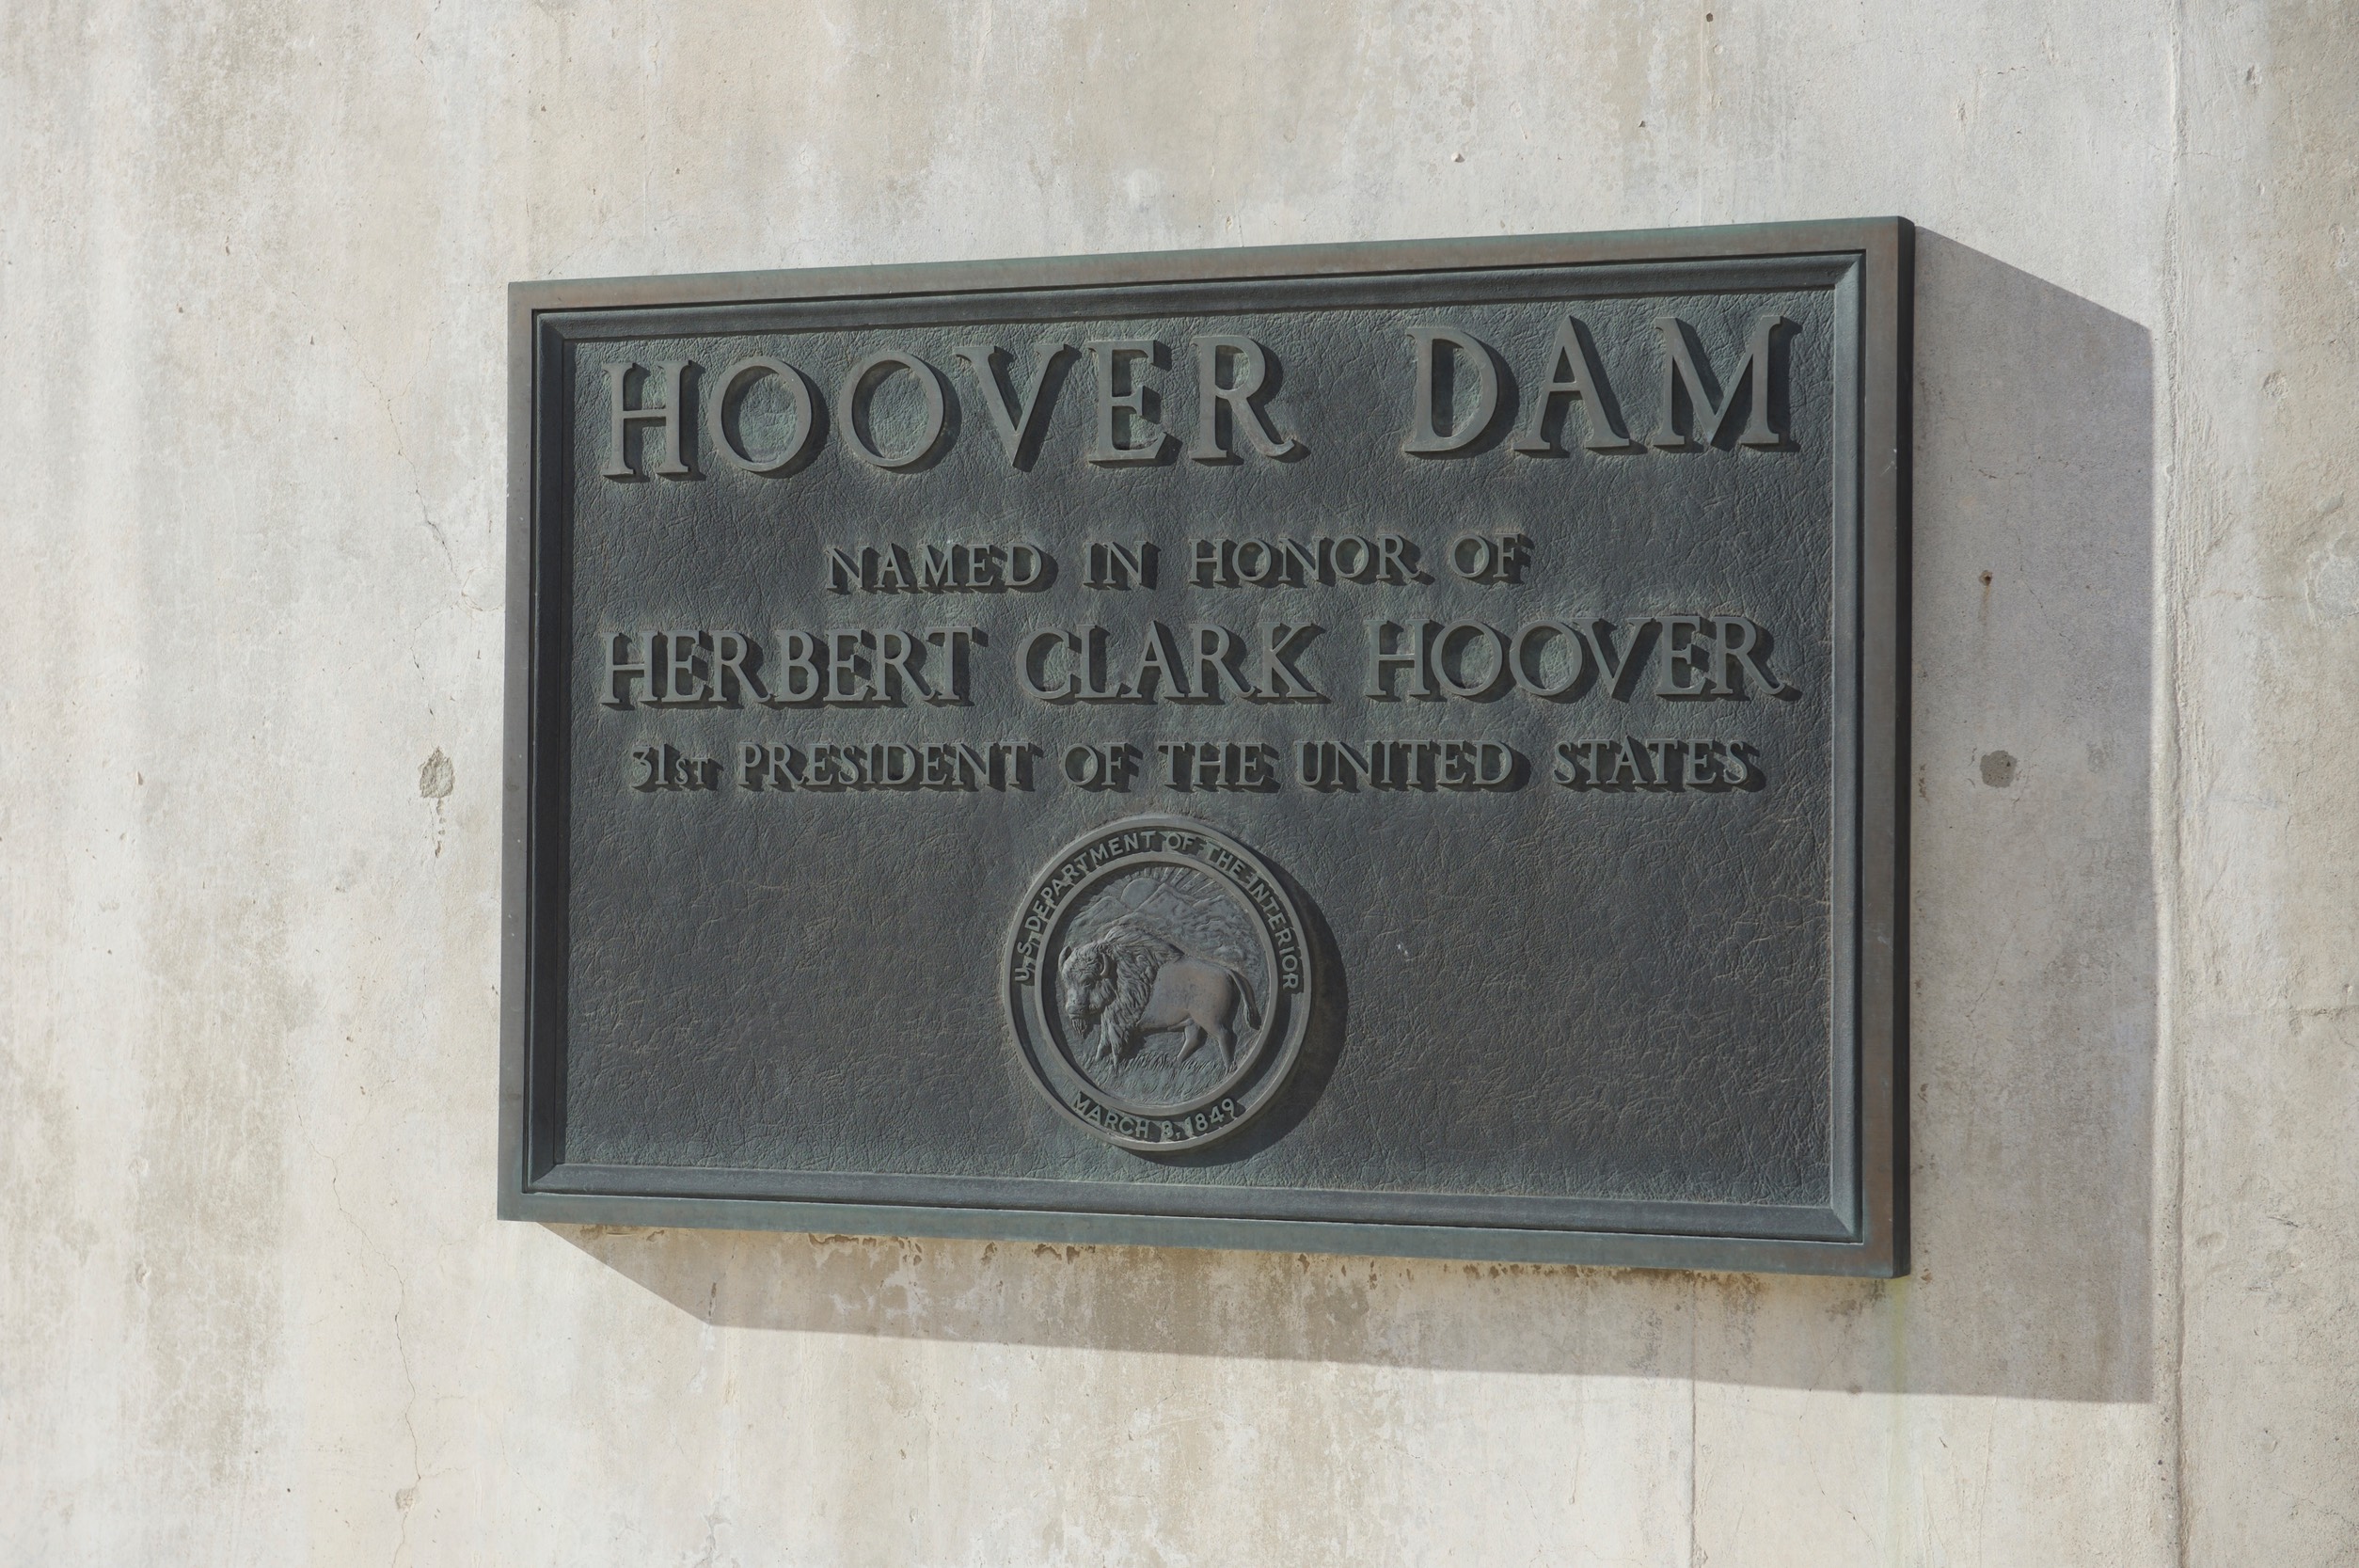 HOOVER DAM
NAMED IN HONOR OF
HERBERT CLARK HOOVER
31ST PRESIDENT OF THE UNITED STATES
U.S. DEPARTMENT OF THE INTERIOR
MARCH 3, 1849